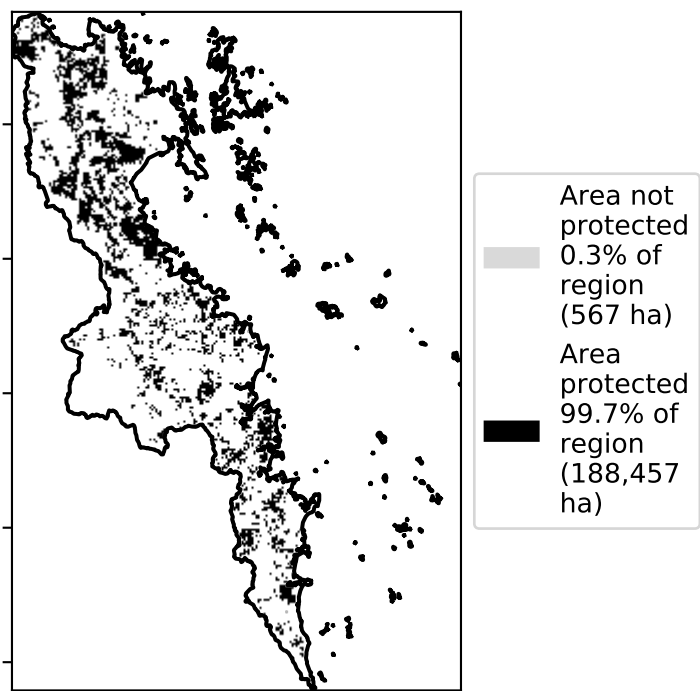 Area not
protected
0.3% of
region
(567 ha)
Area
protected
99.7% of
region
(188,457
ha)